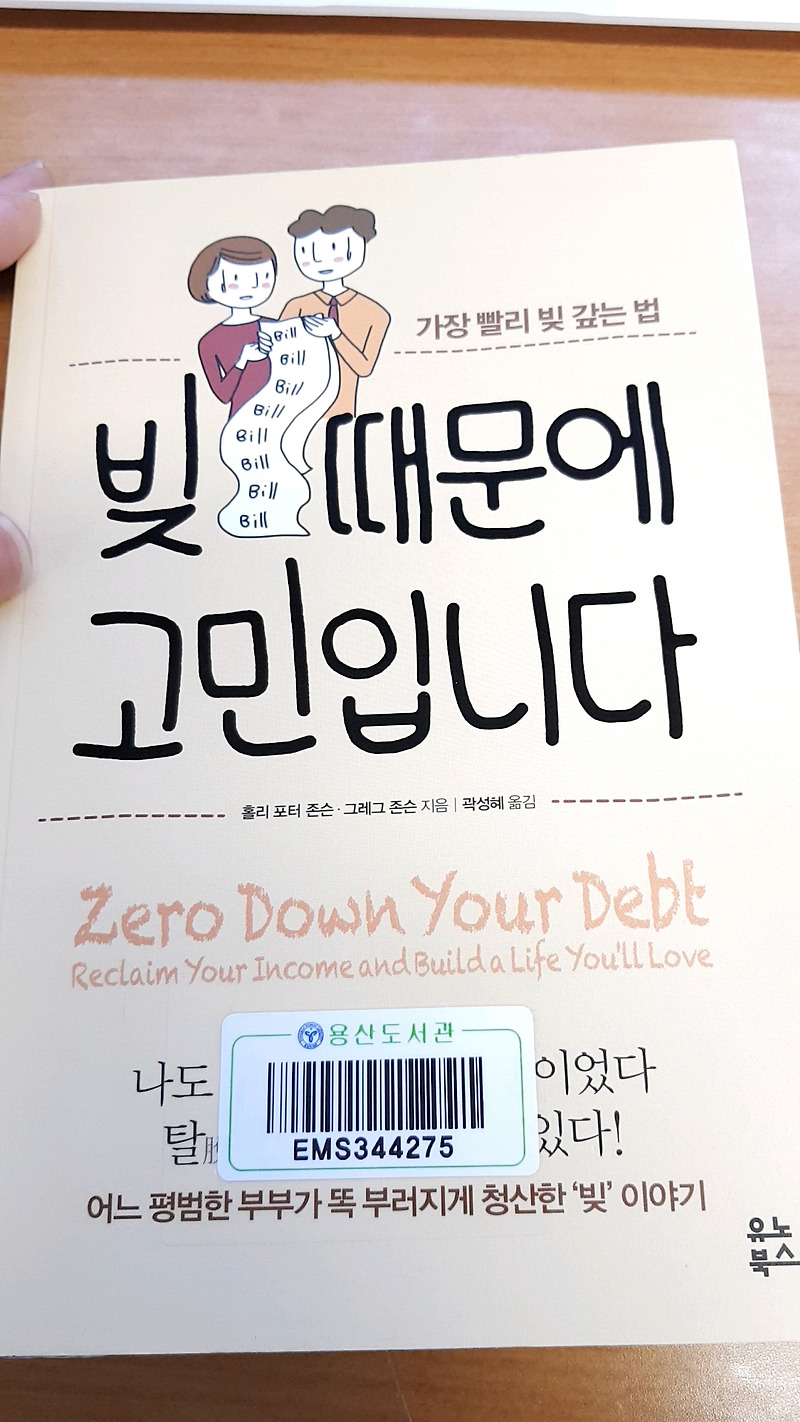 가장 빨리 빚 갚는 법
Bill
Bill
Bill
Bill
Bill
Bill
Bill
Bill
빚 때문에
고민입니다
홀리 포터 존슨 · 그레그 존슨 지음 | 곽성혜 옮김
Zero Down Your Debt
Reclaim Your Income and Build a Life You'll Love
용산도서관
EMS344275
나도 이었다
탈 있다!
어느 평범한 부부가 똑 부러지게 청산한 '빚' 이야기
유노
북스